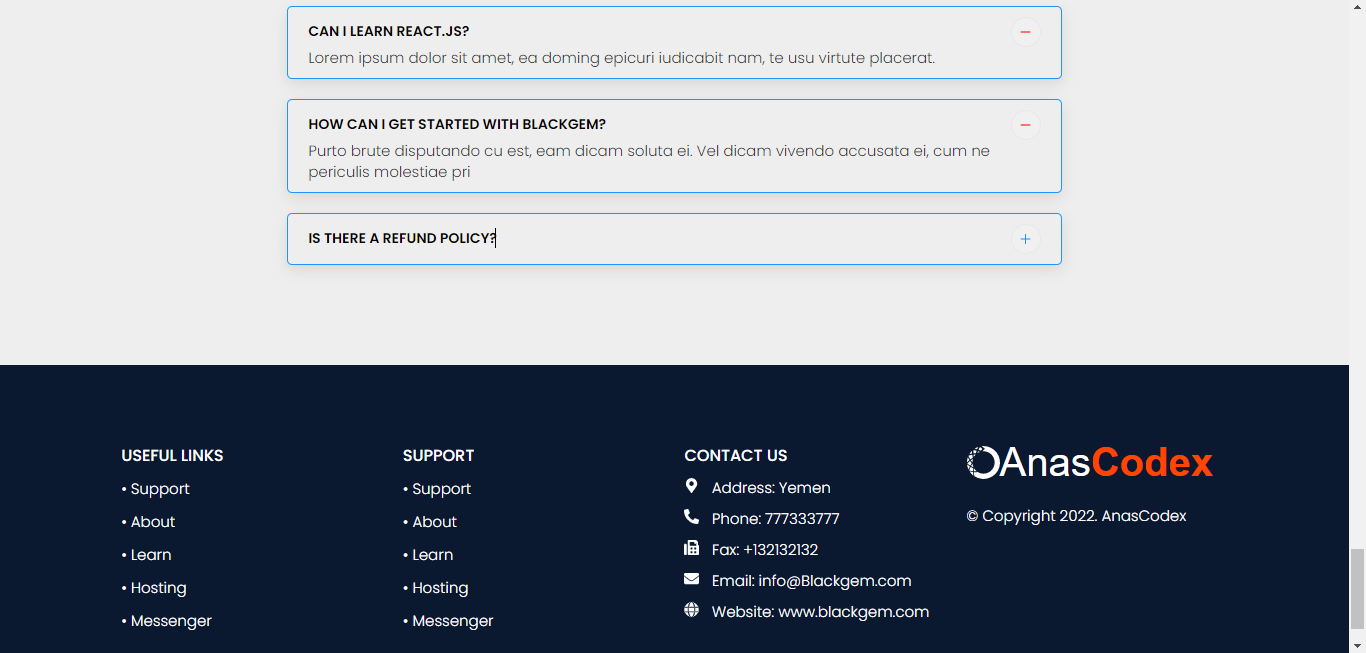 CAN I LEARN REACT.JS?
Lorem ipsum dolor sit amet, ea doming epicuri iudicabit nam, te usu virtute placerat.
HOW CAN I GET STARTED WITH BLACKGEM?
Purto brute disputando cu est, eam dicam soluta ei. Vel dicam vivendo accusata ei, cum ne
periculis molestiae pri
IS THERE A REFUND POLICY?
USEFUL LINKS
• Support
• About
• Learn
• Hosting
• Messenger
SUPPORT
• Support
• About
• Learn
• Hosting
• Messenger
CONTACT US
Address: Yemen
Phone: 777333777
Fax: +132132132
Email: info@Blackgem.com
Website: www.blackgem.com
AnasCodex
© Copyright 2022. AnasCodex